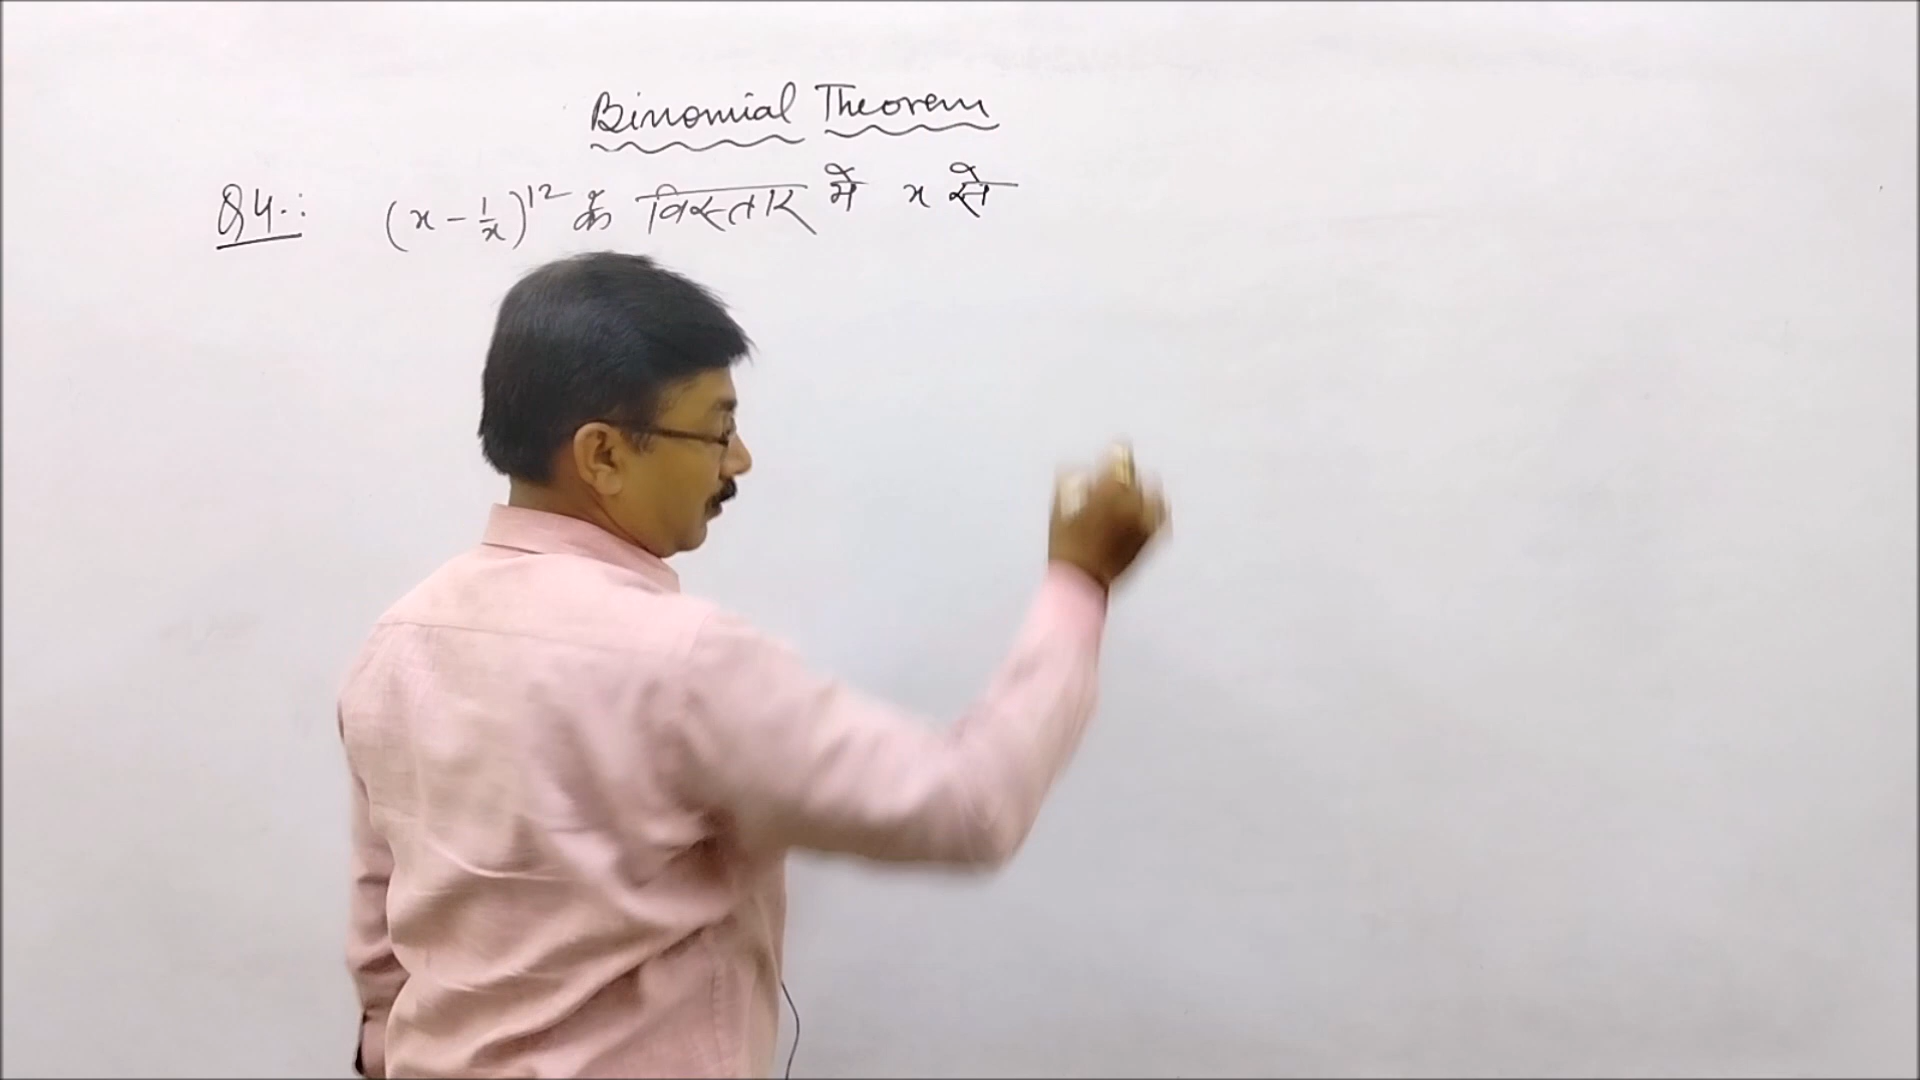 Binomial Theorem
Q4.: (x - 1/x)^12 के विस्तार में x से